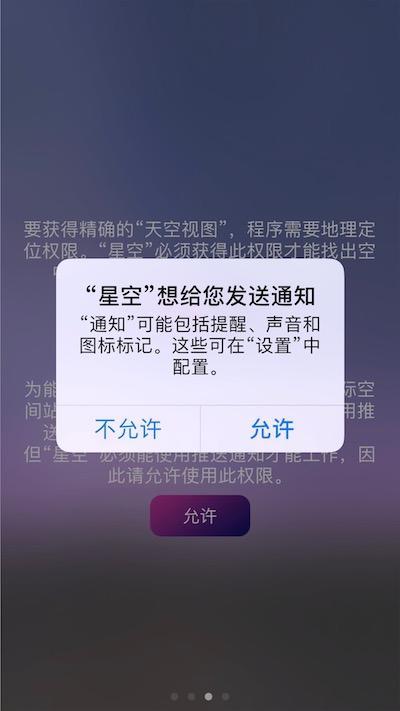 要获得精确的“天空视图”，程序需要地理定
位权限。“星空”必须获得此权限才能找出空
“星空”想给您发送通知
“通知”可能包括提醒、声音和
图标标记。这些可在“设置”中
配置。
不允许
允许
为能
际空
间站
用推
送
但“星空”必须能使用推送通知才能工作，因
此请允许使用此权限。
允许